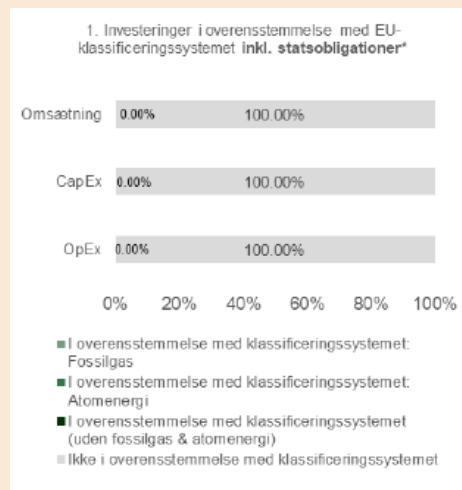 1. Investeringer i overensstemmelse med EU-
klassificeringssystemet inkl. statsobligationer*
Omsætning 0.00% 100.00%
CapEx 0.00% 100.00%
OpEx 0.00% 100.00%
0% 20% 40% 60% 80% 100%
I overensstemmelse med klassificeringssystemet:
Fossilgas
I overensstemmelse med klassificeringssystemet:
Atomenergi
I overensstemmelse med klassificeringssystemet
(uden fossilgas & atomenergi)
Ikke i overensstemmelse med klassificeringssystemet